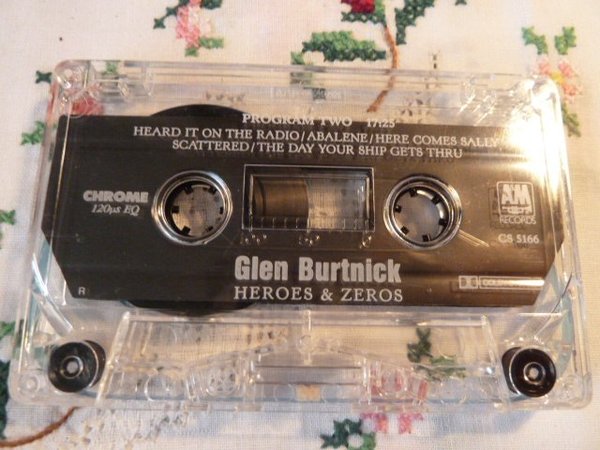 PROGRAM TWO 17:25
HEARD IT ON THE RADIO/ABALENE/HERE COMES SALLY
SCATTERED/THE DAY YOUR SHIP GETS THRU
CHROME
120µs EQ
A&M
RECORDS
CS 5166
Glen Burtnick
HEROES & ZEROS
R